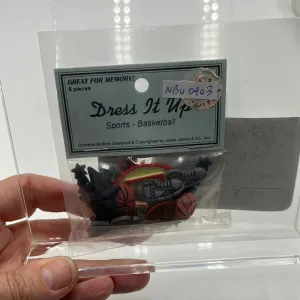 GREAT FOR MEMORY!
6 pieces
NBU 0903
Dress It Up
Sports - Basketball